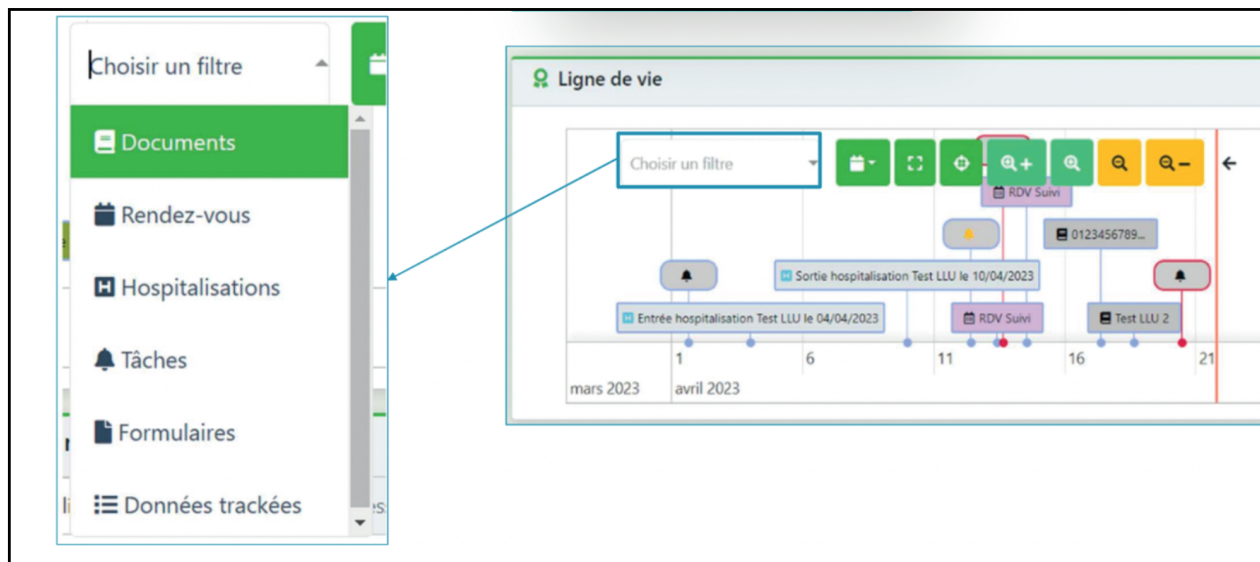 Choisir un filtre
Documents
Rendez-vous
Hospitalisations
Tâches
Formulaires
Données trackées
Ligne de vie
Choisir un filtre
RDV Suivi
0123456789...
Sortie hospitalisation Test LLU le 10/04/2023
Entrée hospitalisation Test LLU le 04/04/2023
RDV Suivi
Test LLU 2
1 6 11 16 21
mars 2023 avril 2023